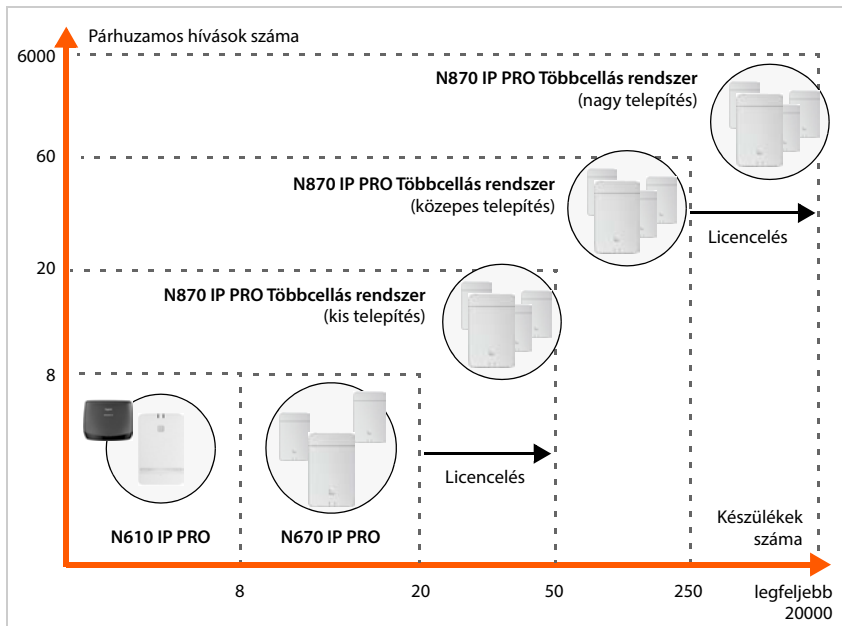 Párhuzamos hívások száma
6000
N870 IP PRO Többcellás rendszer
(nagy telepítés)
60
N870 IP PRO Többcellás rendszer
(közepes telepítés)
Licencelés
20
N870 IP PRO Többcellás rendszer
(kis telepítés)
8
Licencelés
N610 IP PRO
N670 IP PRO
Készülékek
száma
8
20
50
250
legfeljebb
20000